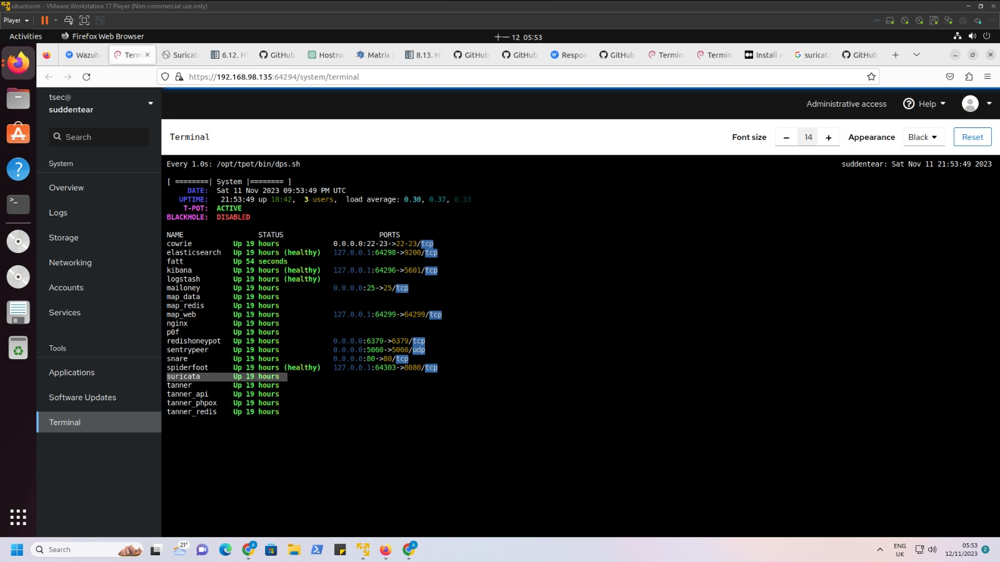 ubuntuvm - VMware Workstation 17 Player (Non-commercial use only)
Player
Activities
Firefox Web Browser
十一 12 05:53
Wazuh
Term
Suricat
6.12. H
GitHub
Hostna
Matrix
8.13. H
GitHub
GitHub
Respon
GitHub
Termin
Termin
Install a
suricata
GitHub
https://192.168.98.135:64294/system/terminal
tsec@
suddentear
Administrative access
Help
Search
Terminal
Font size
14
Appearance
Black
Reset
System
Overview
Logs
Storage
Networking
Accounts
Services
Tools
Applications
Software Updates
Terminal
Every 1.0s: /opt/tpot/bin/dps.sh
suddentear: Sat Nov 11 21:53:49 2023
[ ========| System |======== ]
DATE: Sat 11 Nov 2023 09:53:49 PM UTC
UPTIME: 21:53:49 up 18:42, 3 users, load average: 0.30, 0.37, 0.33
T-POT: ACTIVE
BLACKHOLE: DISABLED
NAME STATUS PORTS
cowrie Up 19 hours 0.0.0.0:22-23->22-23/tcp
elasticsearch Up 19 hours (healthy) 127.0.0.1:64298->9200/tcp
fatt Up 54 seconds
kibana Up 19 hours (healthy) 127.0.0.1:64296->5601/tcp
logstash Up 19 hours (healthy)
mailoney Up 19 hours 0.0.0.0:25->25/tcp
map_data Up 19 hours
map_redis Up 19 hours
map_web Up 19 hours 127.0.0.1:64299->64299/tcp
nginx Up 19 hours
p0f Up 19 hours
redishoneypot Up 19 hours 0.0.0.0:6379->6379/tcp
sentrypeer Up 19 hours 0.0.0.0:5060->5060/udp
snare Up 19 hours 0.0.0.0:80->80/tcp
spiderfoot Up 19 hours (healthy) 127.0.0.1:64303->8080/tcp
suricata Up 19 hours
tanner Up 19 hours
tanner_api Up 19 hours
tanner_phpox Up 19 hours
tanner_redis Up 19 hours
Search
21°
ENG
UK
05:53
12/11/2023
2